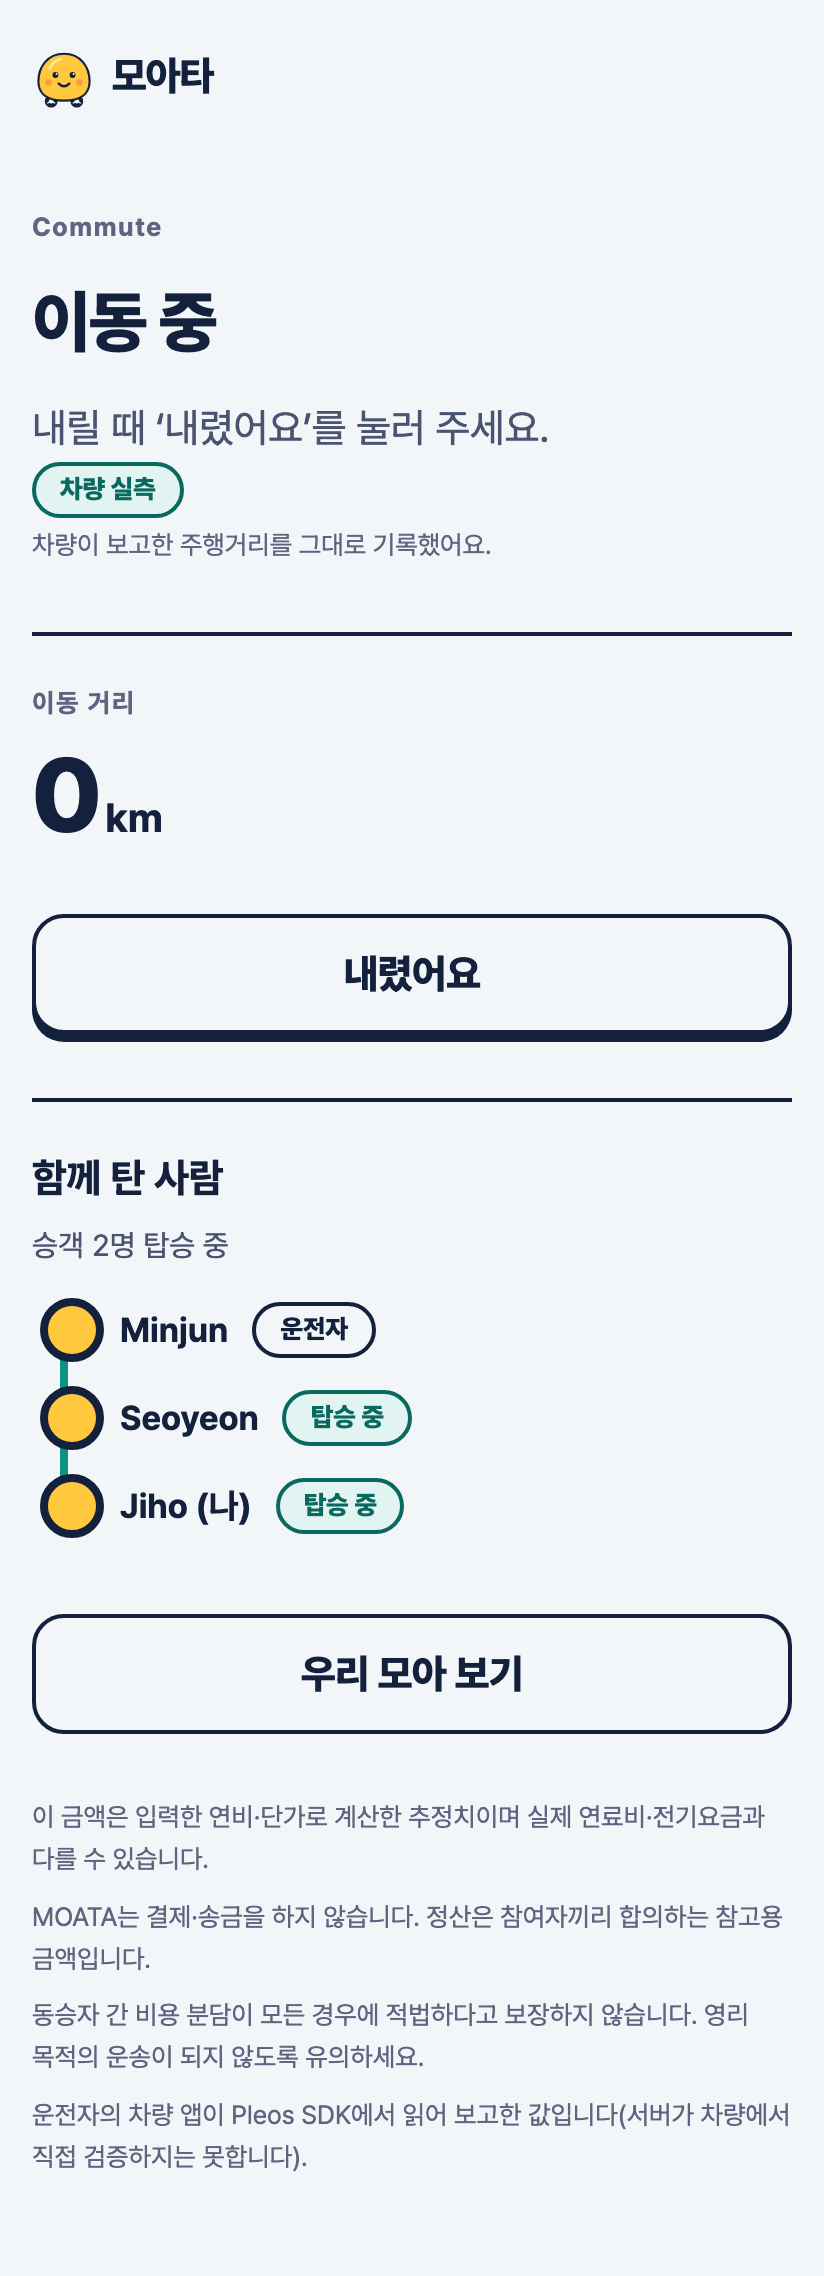 모아타
Commute
이동 중
내릴 때 ‘내렸어요’를 눌러 주세요.
차량 실측
차량이 보고한 주행거리를 그대로 기록했어요.
이동 거리
0 km
내렸어요
함께 탄 사람
승객 2명 탑승 중
Minjun 운전자
Seoyeon 탑승 중
Jiho (나) 탑승 중
우리 모아 보기
이 금액은 입력한 연비·단가로 계산한 추정치이며 실제 연료비·전기요금과
다를 수 있습니다.
MOATA는 결제·송금을 하지 않습니다. 정산은 참여자끼리 합의하는 참고용
금액입니다.
동승자 간 비용 분담이 모든 경우에 적법하다고 보장하지 않습니다. 영리
목적의 운송이 되지 않도록 유의하세요.
운전자의 차량 앱이 Pleos SDK에서 읽어 보고한 값입니다(서버가 차량에서
직접 검증하지는 못합니다).